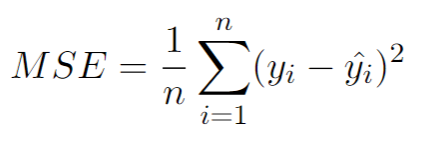 MSE = \frac{1}{n} \sum_{i=1}^{n} (y_i - \hat{y_i})^2